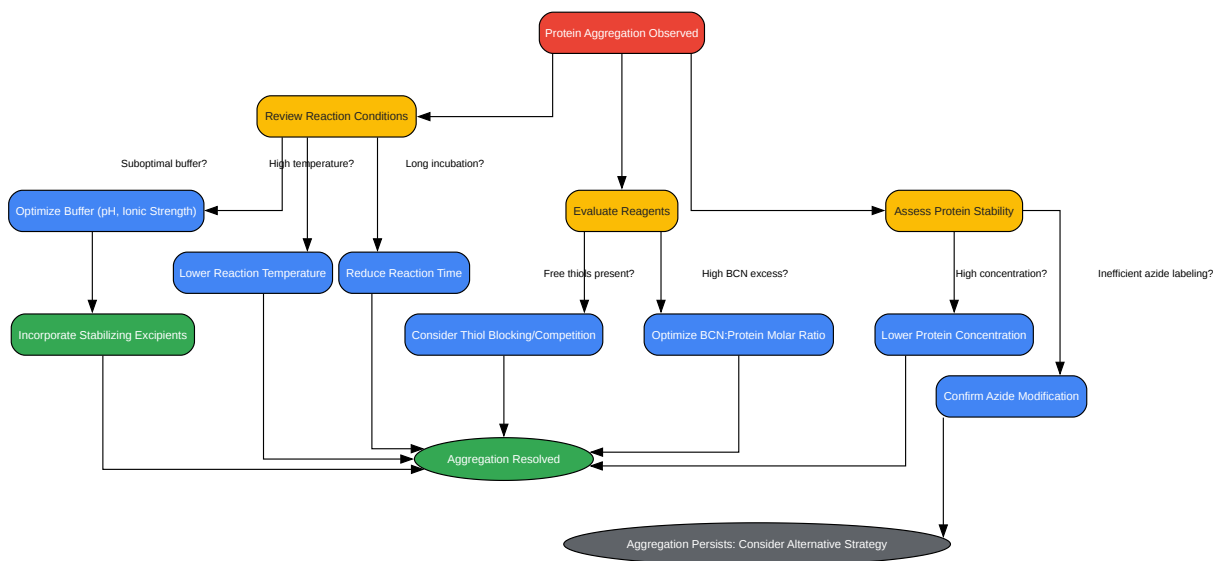 Protein Aggregation Observed
Review Reaction Conditions
Suboptimal buffer?
High temperature?
Long incubation?
Optimize Buffer (pH, Ionic Strength)
Evaluate Reagents
Assess Protein Stability
Lower Reaction Temperature
Reduce Reaction Time
Free thiols present?
High BCN excess?
High concentration?
Inefficient azide labeling?
Incorporate Stabilizing Excipients
Consider Thiol Blocking/Competition
Optimize BCN:Protein Molar Ratio
Lower Protein Concentration
Confirm Azide Modification
Aggregation Resolved
Aggregation Persists: Consider Alternative Strategy